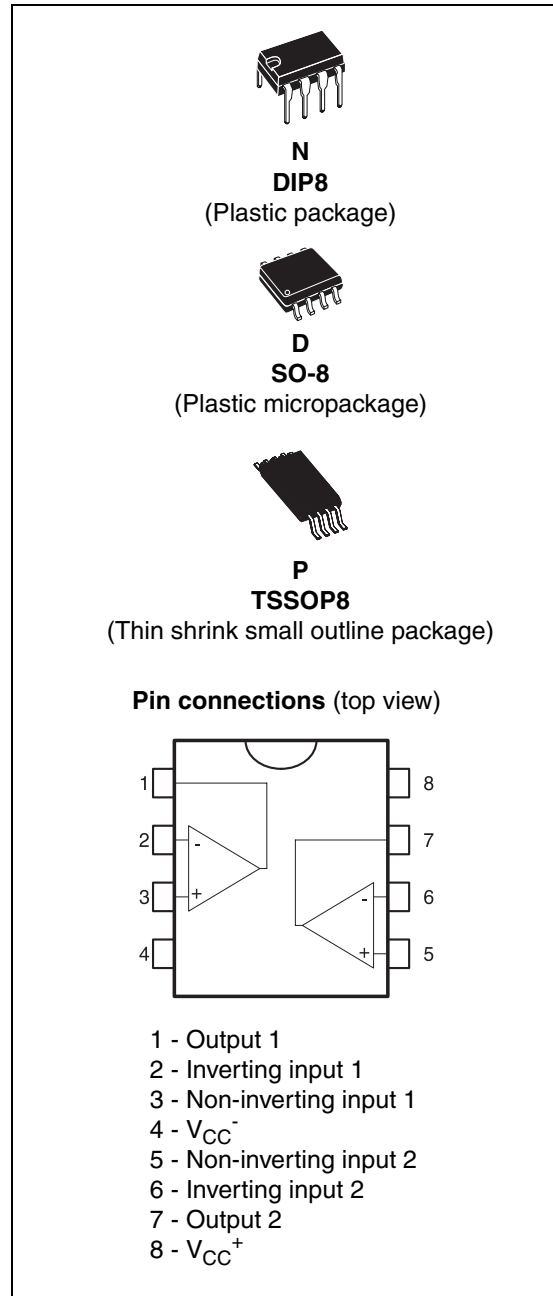 N
DIP8
(Plastic package)
D
SO-8
(Plastic micropackage)
P
TSSOP8
(Thin shrink small outline package)
Pin connections (top view)
1 8
2 - 7
3 + - 6
4 + 5
1 - Output 1
2 - Inverting input 1
3 - Non-inverting input 1
4 - VCC-
5 - Non-inverting input 2
6 - Inverting input 2
7 - Output 2
8 - VCC+